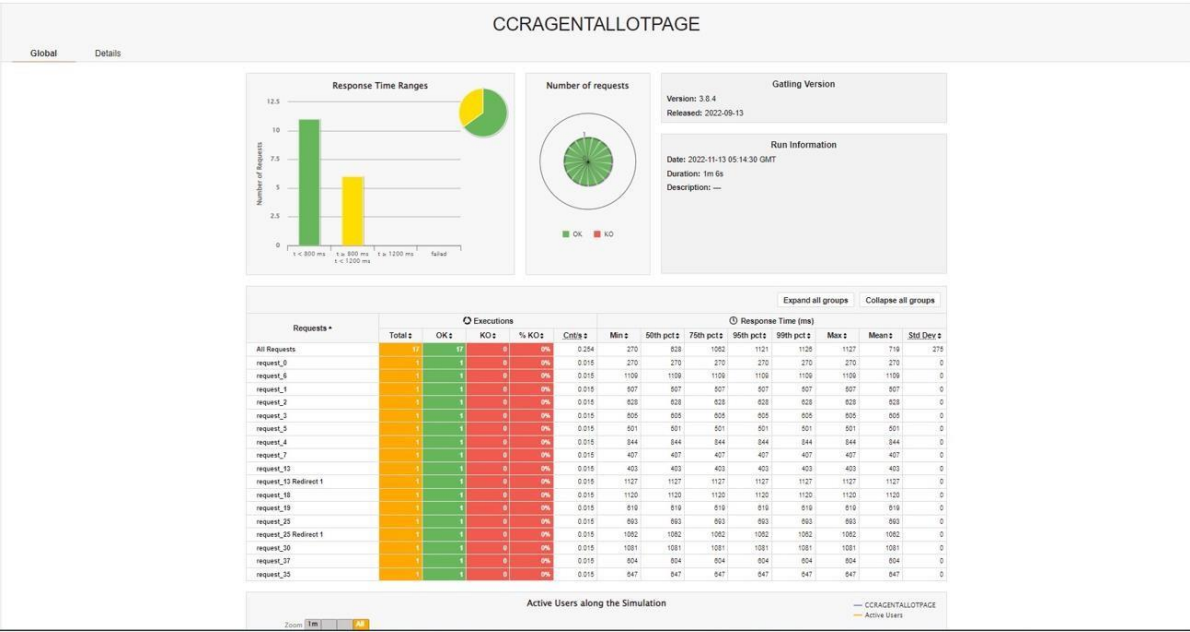 CCRAGENTALLOTPAGE
Global Details
Response Time Ranges
12.5
10
7.5
5
2.5
0
Number of Requests
t < 800 ms t ≥ 800 ms t < 1200 ms t ≥ 1200 ms failed
Number of requests
OK KO
Gatling Version
Version: 3.8.4
Released: 2022-09-13
Run Information
Date: 2022-11-13 05:14:30 GMT
Duration: 1m 6s
Description: —
Expand all groups Collapse all groups
Requests Executions Response Time (ms)
Total OK KO % KO Cnt/s Min 50th pct 75th pct 95th pct 99th pct Max Mean Std Dev
All Requests 17 17 0 0% 0.254 270 628 1062 1121 1126 1127 719 275
request_0 1 1 0 0% 0.015 270 270 270 270 270 270 270 0
request_6 1 1 0 0% 0.015 1109 1109 1109 1109 1109 1109 1109 0
request_1 1 1 0 0% 0.015 507 507 507 507 507 507 507 0
request_2 1 1 0 0% 0.015 628 628 628 628 628 628 628 0
request_3 1 1 0 0% 0.015 605 605 605 605 605 605 605 0
request_5 1 1 0 0% 0.015 501 501 501 501 501 501 501 0
request_4 1 1 0 0% 0.015 844 844 844 844 844 844 844 0
request_7 1 1 0 0% 0.015 407 407 407 407 407 407 407 0
request_13 1 1 0 0% 0.015 403 403 403 403 403 403 403 0
request_13 Redirect 1 1 1 0 0% 0.015 1127 1127 1127 1127 1127 1127 1127 0
request_18 1 1 0 0% 0.015 1120 1120 1120 1120 1120 1120 1120 0
request_19 1 1 0 0% 0.015 619 619 619 619 619 619 619 0
request_25 1 1 0 0% 0.015 693 693 693 693 693 693 693 0
request_25 Redirect 1 1 1 0 0% 0.015 1062 1062 1062 1062 1062 1062 1062 0
request_30 1 1 0 0% 0.015 1081 1081 1081 1081 1081 1081 1081 0
request_37 1 1 0 0% 0.015 604 604 604 604 604 604 604 0
request_35 1 1 0 0% 0.015 647 647 647 647 647 647 647 0
Active Users along the Simulation
CCRAGENTALLOTPAGE
Active Users
Zoom 1m All